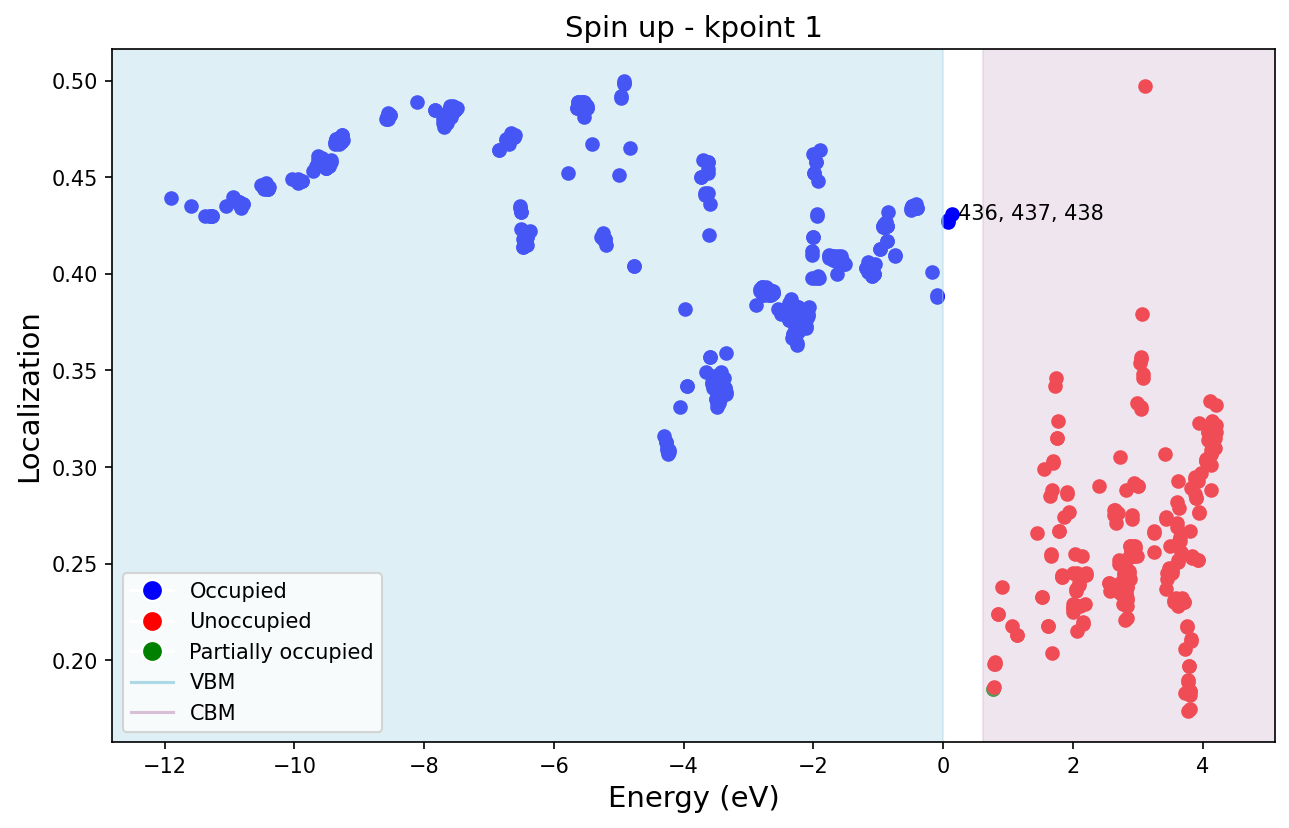 Spin up - kpoint 1
0.50
0.45
0.40
0.35
0.30
0.25
0.20
Localization
436, 437, 438
Occupied
Unoccupied
Partially occupied
VBM
CBM
−12
−10
−8
−6
−4
−2
0
2
4
Energy (eV)